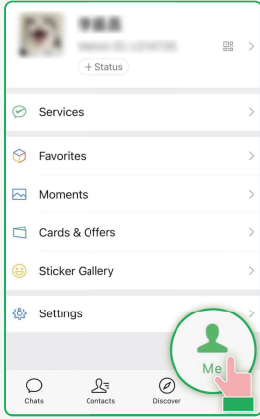 + Status
Services
Favorites
Moments
Cards & Offers
Sticker Gallery
Settings
Me
Chats
Contacts
Discover